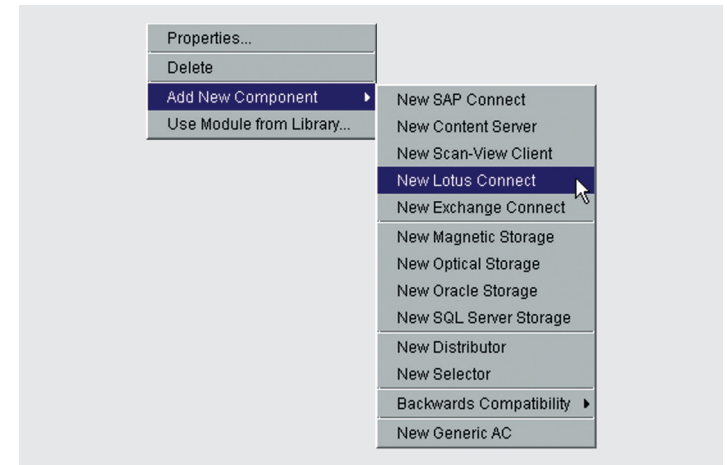 Properties...
Delete
Add New Component
Use Module from Library...
New SAP Connect
New Content Server
New Scan-View Client
New Lotus Connect
New Exchange Connect
New Magnetic Storage
New Optical Storage
New Oracle Storage
New SQL Server Storage
New Distributor
New Selector
Backwards Compatibility
New Generic AC